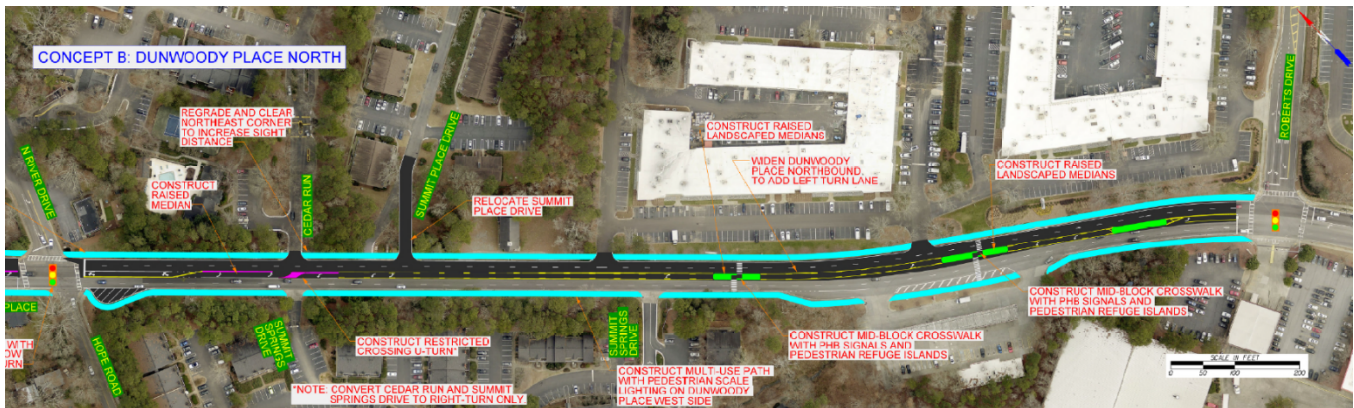 CONCEPT B: DUNWOODY PLACE NORTH
REGRADE AND CLEAR
NORTHEAST CORNER
TO INCREASE SIGHT
DISTANCE
N RIVER DRIVE
CONSTRUCT
RAISED
MEDIAN
CEDAR RUN
SUMMIT PLACE DRIVE
RELOCATE SUMMIT
PLACE DRIVE
CONSTRUCT RAISED
LANDSCAPED MEDIANS
WIDEN DUNWOODY
PLACE NORTHBOUND
TO ADD LEFT TURN LANE
CONSTRUCT RAISED
LANDSCAPED MEDIANS
ROBERTS DRIVE
PLACE
WITH
OW
URN
HOPE ROAD
SUMMIT
SPRINGS
DRIVE
CONSTRUCT RESTRICTED
CROSSING U-TURN*
*NOTE: CONVERT CEDAR RUN AND SUMMIT
SPRINGS DRIVE TO RIGHT-TURN ONLY.
SUMMIT
SPRINGS
DRIVE
CONSTRUCT MULTI-USE PATH
WITH PEDESTRIAN SCALE
LIGHTING ON DUNWOODY
PLACE WEST SIDE
CONSTRUCT MID-BLOCK CROSSWALK
WITH PHB SIGNALS AND
PEDESTRIAN REFUGE ISLANDS
CONSTRUCT MID-BLOCK CROSSWALK
WITH PHB SIGNALS AND
PEDESTRIAN REFUGE ISLANDS
SCALE IN FEET
0 100 200